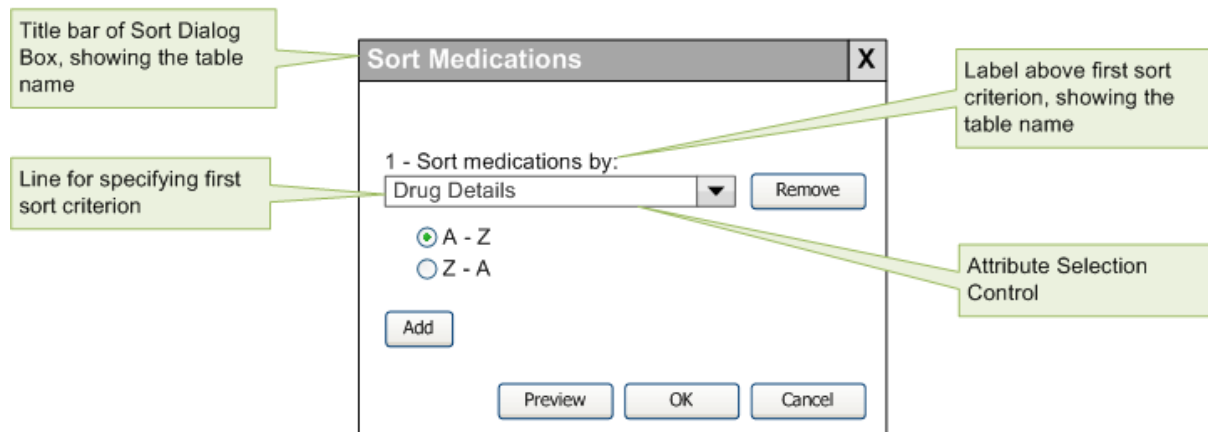 Title bar of Sort Dialog
Box, showing the table
name
Sort Medications X
Label above first sort
criterion, showing the
table name
1 - Sort medications by:
Line for specifying first
sort criterion
Drug Details
Remove
A - Z
Z - A
Attribute Selection
Control
Add
Preview OK Cancel